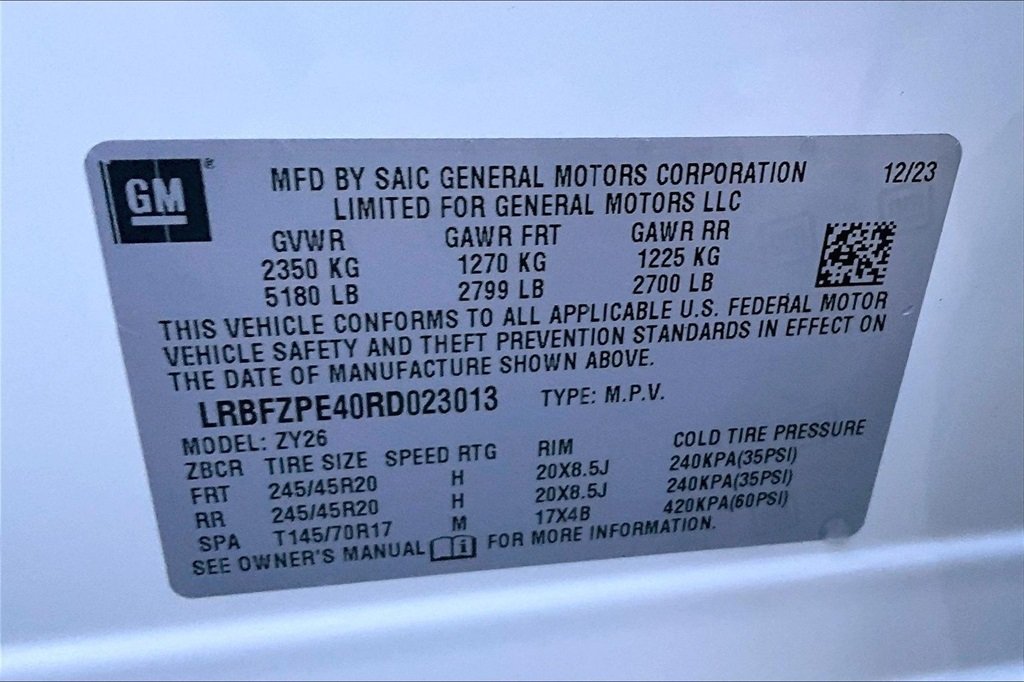 GM®
MFD BY SAIC GENERAL MOTORS CORPORATION 12/23
LIMITED FOR GENERAL MOTORS LLC
GVWR GAWR FRT GAWR RR
2350 KG 1270 KG 1225 KG
5180 LB 2799 LB 2700 LB
THIS VEHICLE CONFORMS TO ALL APPLICABLE U.S. FEDERAL MOTOR
VEHICLE SAFETY AND THEFT PREVENTION STANDARDS IN EFFECT ON
THE DATE OF MANUFACTURE SHOWN ABOVE.
LRBFZPE40RD023013 TYPE: M.P.V.
MODEL: ZY26
ZBCR TIRE SIZE SPEED RTG RIM COLD TIRE PRESSURE
FRT 245/45R20 H 20X8.5J 240KPA(35PSI)
RR 245/45R20 H 20X8.5J 240KPA(35PSI)
SPA T145/70R17 M 17X4B 420KPA(60PSI)
SEE OWNER'S MANUAL FOR MORE INFORMATION.